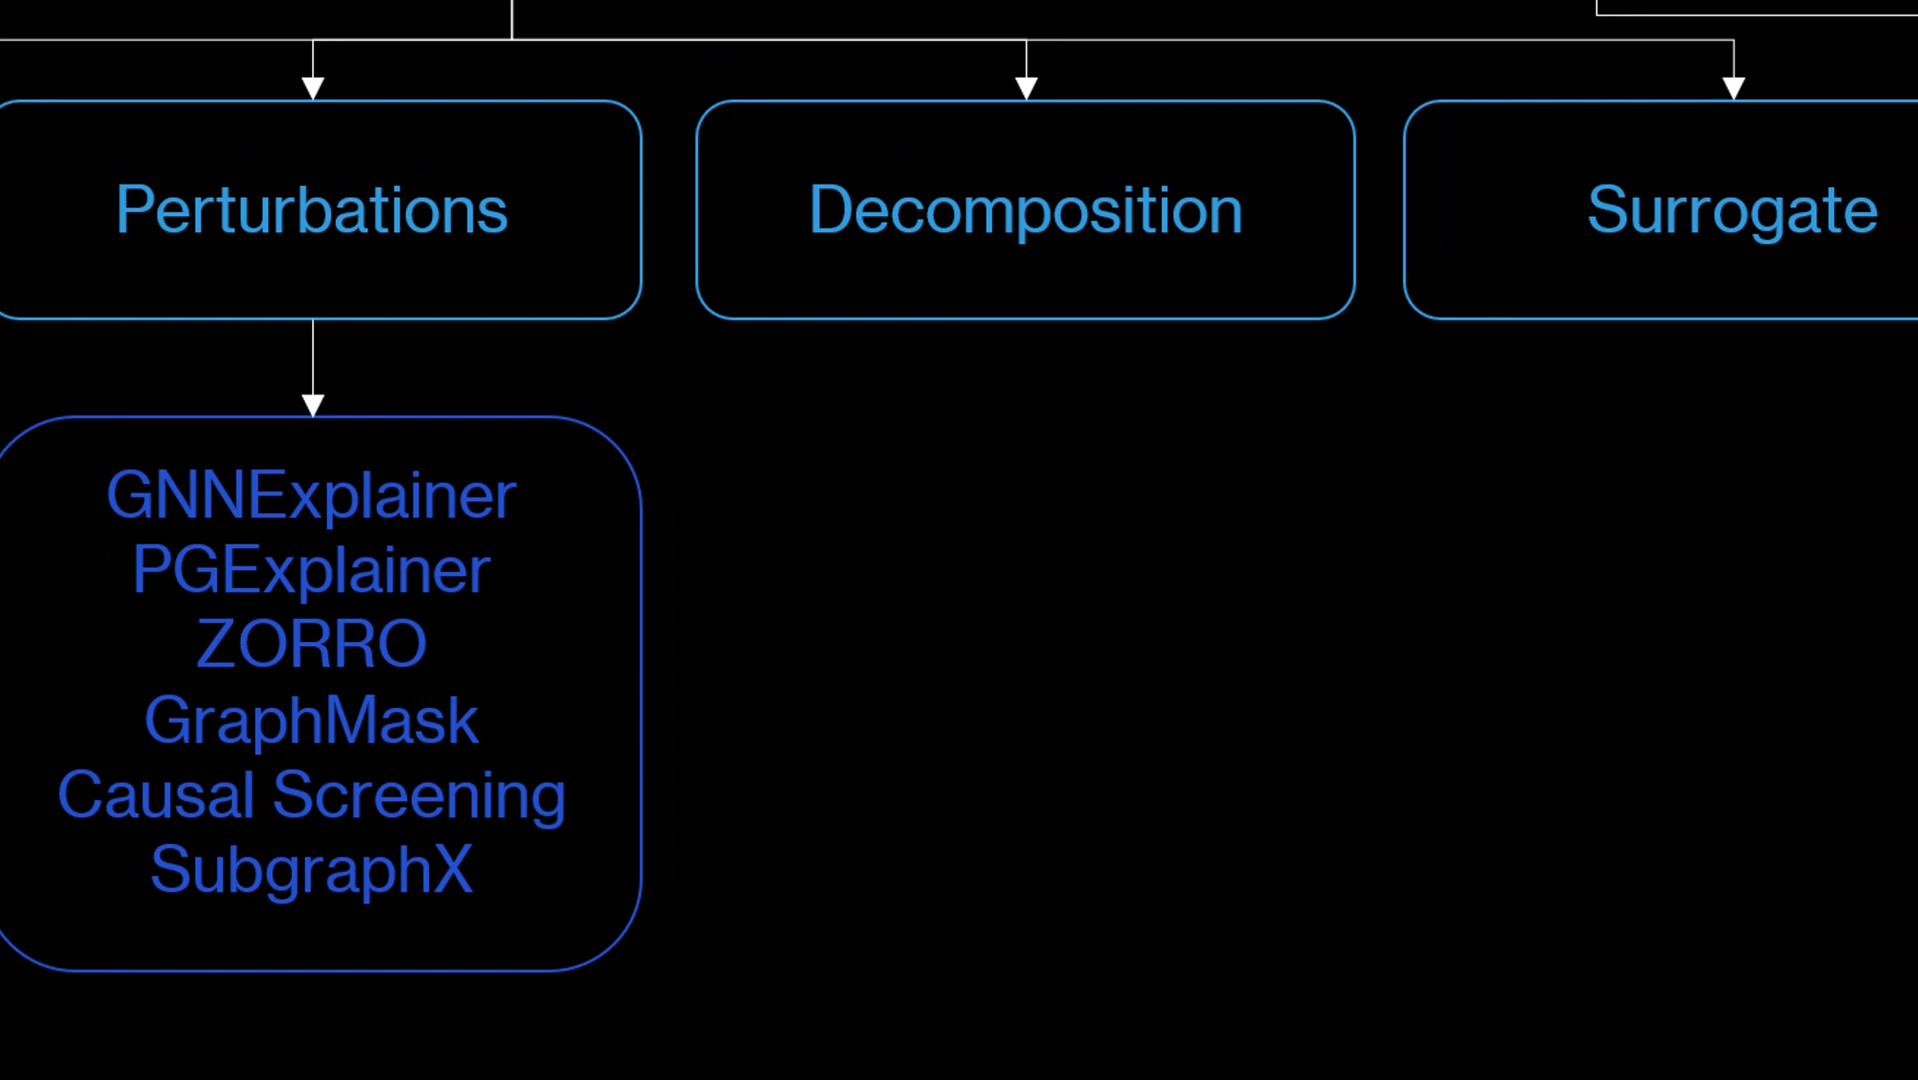 Perturbations
Decomposition
Surrogate
GNNExplainer
PGExplainer
ZORRO
GraphMask
Causal Screening
SubgraphX